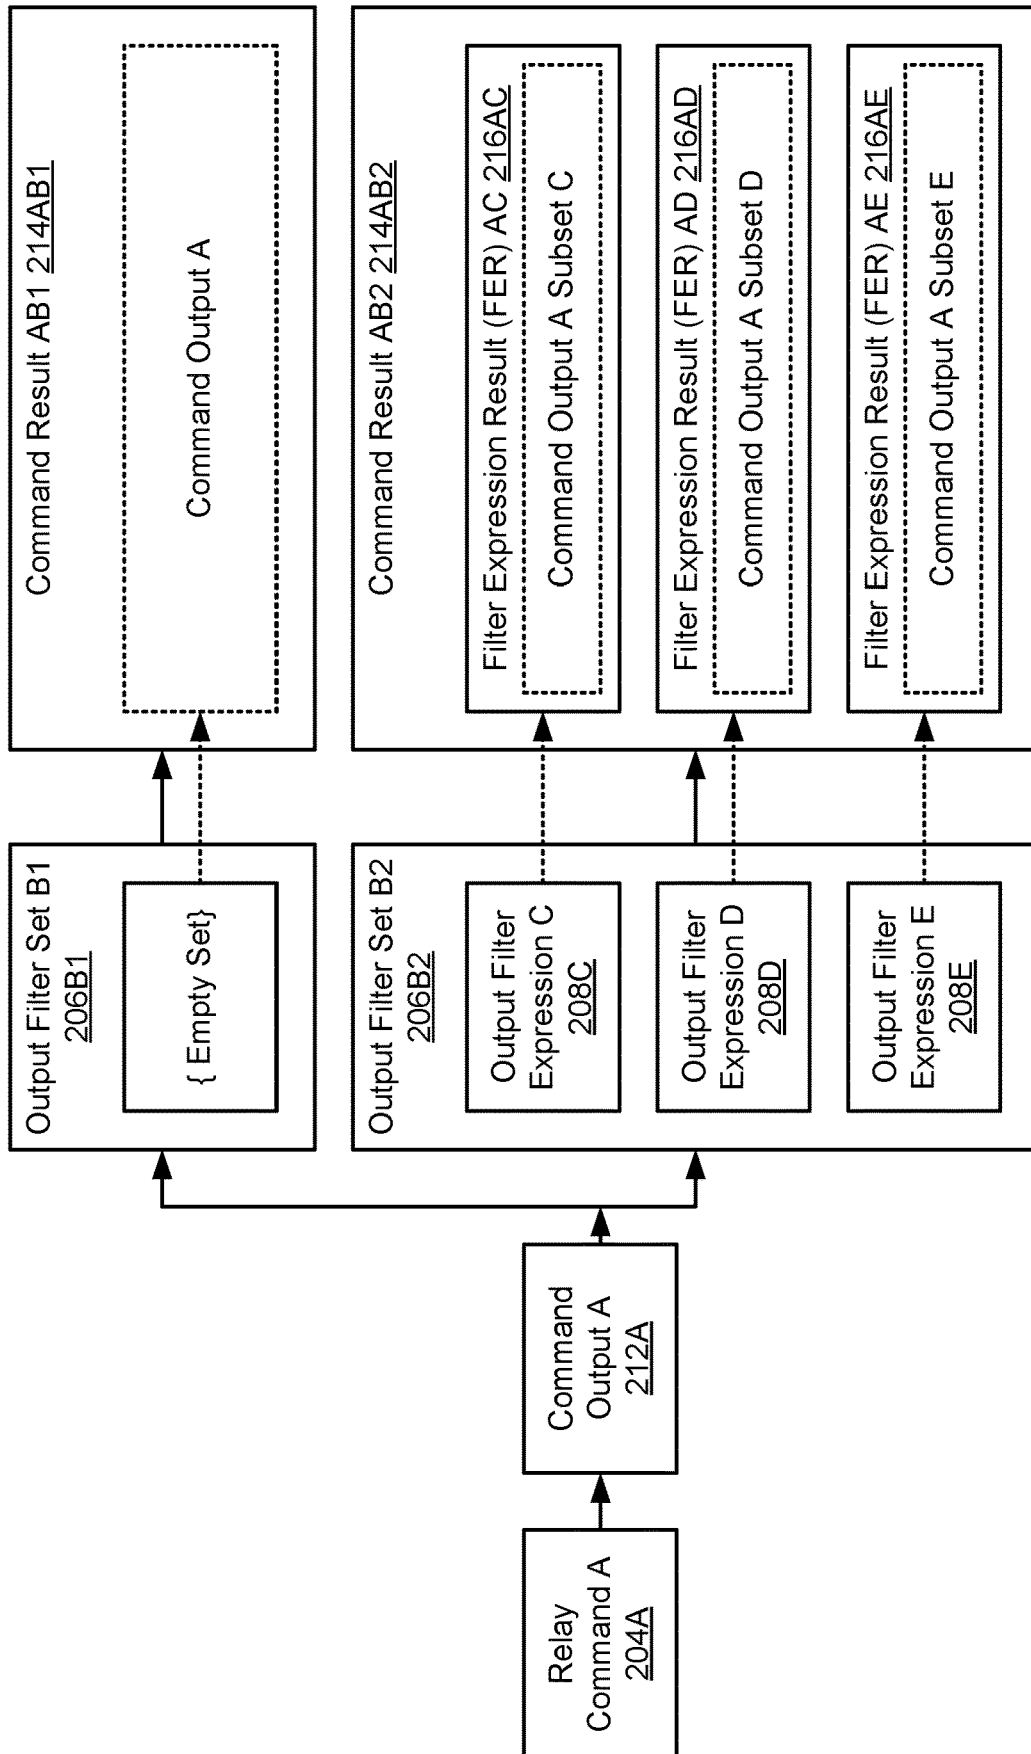 Relay
Command A
204A
Command
Output A
212A
Output Filter Set B1
206B1
{ Empty Set}
Command Result AB1 214AB1
Command Output A
Output Filter Set B2
206B2
Output Filter
Expression C
208C
Output Filter
Expression D
208D
Output Filter
Expression E
208E
Command Result AB2 214AB2
Filter Expression Result (FER) AC 216AC
Command Output A Subset C
Filter Expression Result (FER) AD 216AD
Command Output A Subset D
Filter Expression Result (FER) AE 216AE
Command Output A Subset E